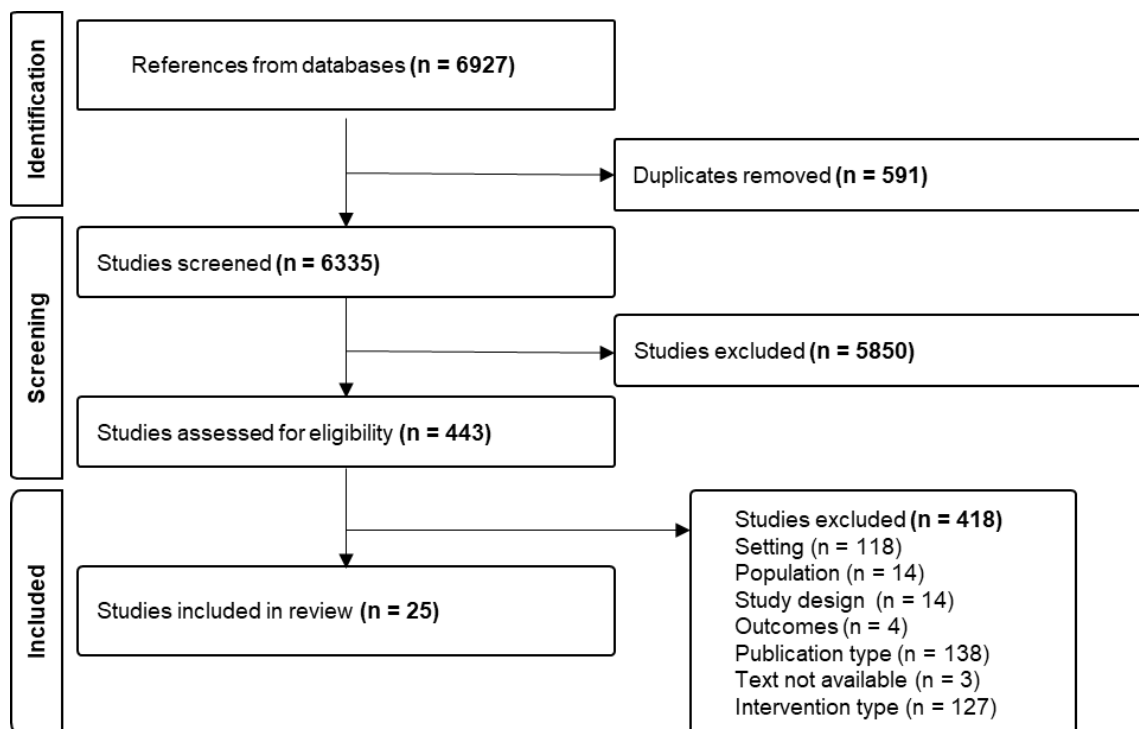 Identification
References from databases (n = 6927)
Duplicates removed (n = 591)
Screening
Studies screened (n = 6335)
Studies excluded (n = 5850)
Studies assessed for eligibility (n = 443)
Included
Studies excluded (n = 418)
Setting (n = 118)
Population (n = 14)
Study design (n = 14)
Outcomes (n = 4)
Publication type (n = 138)
Text not available (n = 3)
Intervention type (n = 127)
Studies included in review (n = 25)